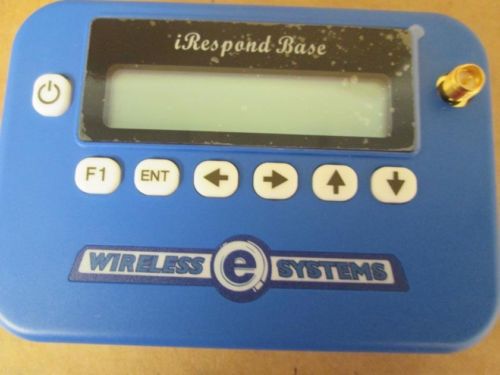 iRespond Base
F1 ENT
WIRELESS e SYSTEMS